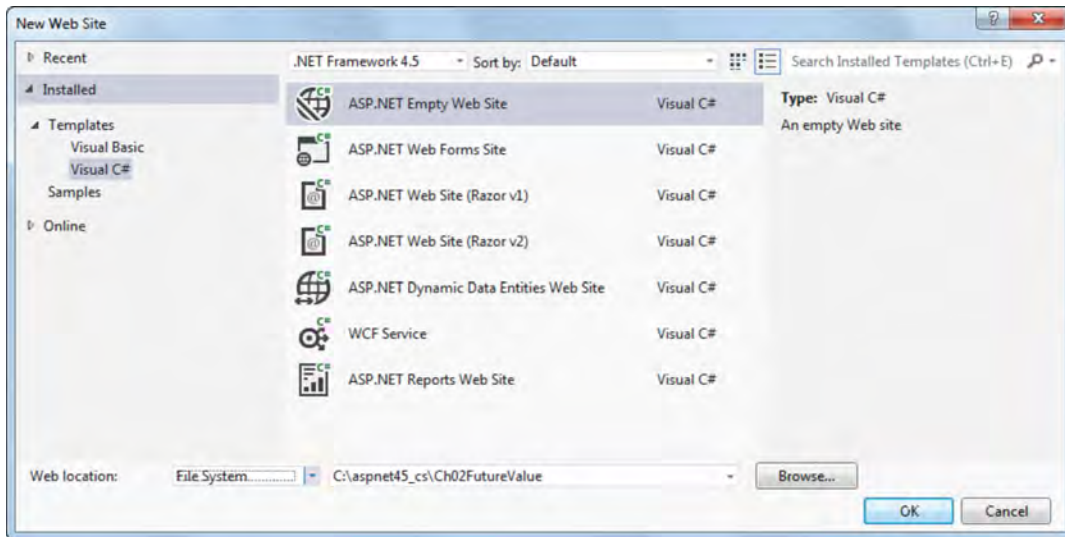 New Web Site
?
Recent
.NET Framework 4.5
Sort by: Default
Search Installed Templates (Ctrl+E)
Installed
Templates
Visual Basic
Visual C#
Samples
Online
C# ASP.NET Empty Web Site Visual C#
C# ASP.NET Web Forms Site Visual C#
C# @ ASP.NET Web Site (Razor v1) Visual C#
C# @ ASP.NET Web Site (Razor v2) Visual C#
C# ASP.NET Dynamic Data Entities Web Site Visual C#
C# WCF Service Visual C#
C# ASP.NET Reports Web Site Visual C#
Type: Visual C#
An empty Web site
Web location: File System............ C:\aspnet45_cs\Ch02FutureValue Browse...
OK Cancel